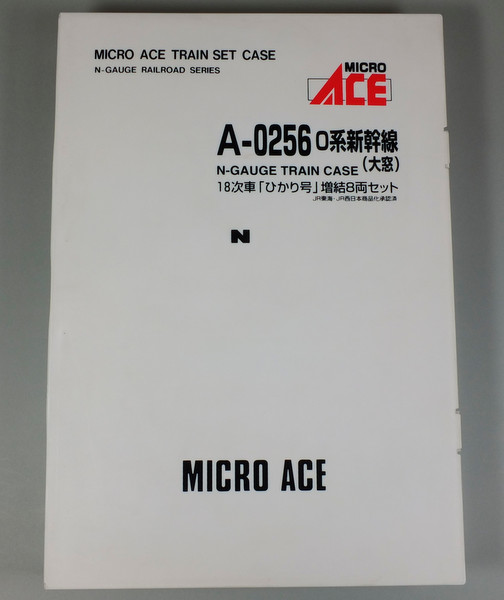 MICRO ACE TRAIN SET CASE
N-GAUGE RAILROAD SERIES
MICRO
ACE
A-0256 0系新幹線
(大窓)
N-GAUGE TRAIN CASE
18次車「ひかり号」増結8両セット
JR東海・JR西日本商品化承認済
N
MICRO ACE